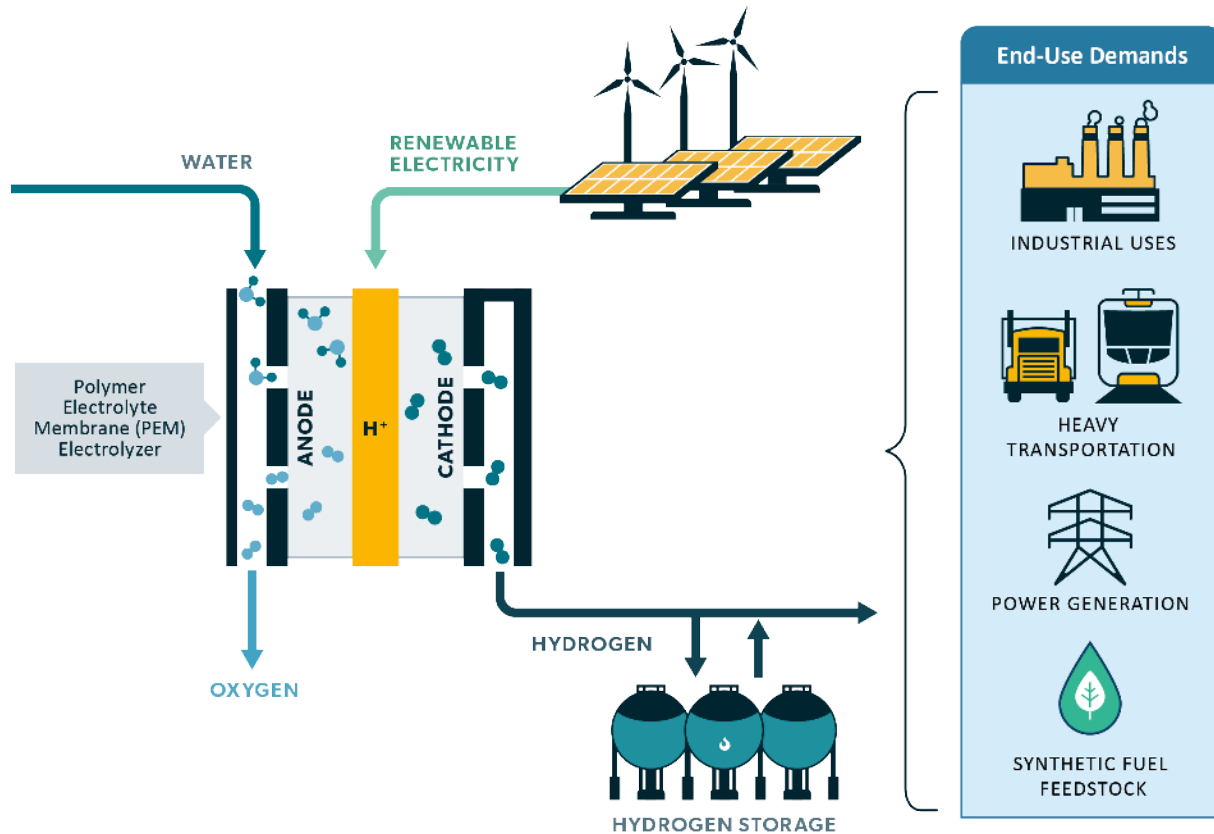 WATER
RENEWABLE
ELECTRICITY
Polymer
Electrolyte
Membrane (PEM)
Electrolyzer
ANODE
H⁺
CATHODE
OXYGEN
HYDROGEN
HYDROGEN STORAGE
End-Use Demands
INDUSTRIAL USES
HEAVY
TRANSPORTATION
POWER GENERATION
SYNTHETIC FUEL
FEEDSTOCK